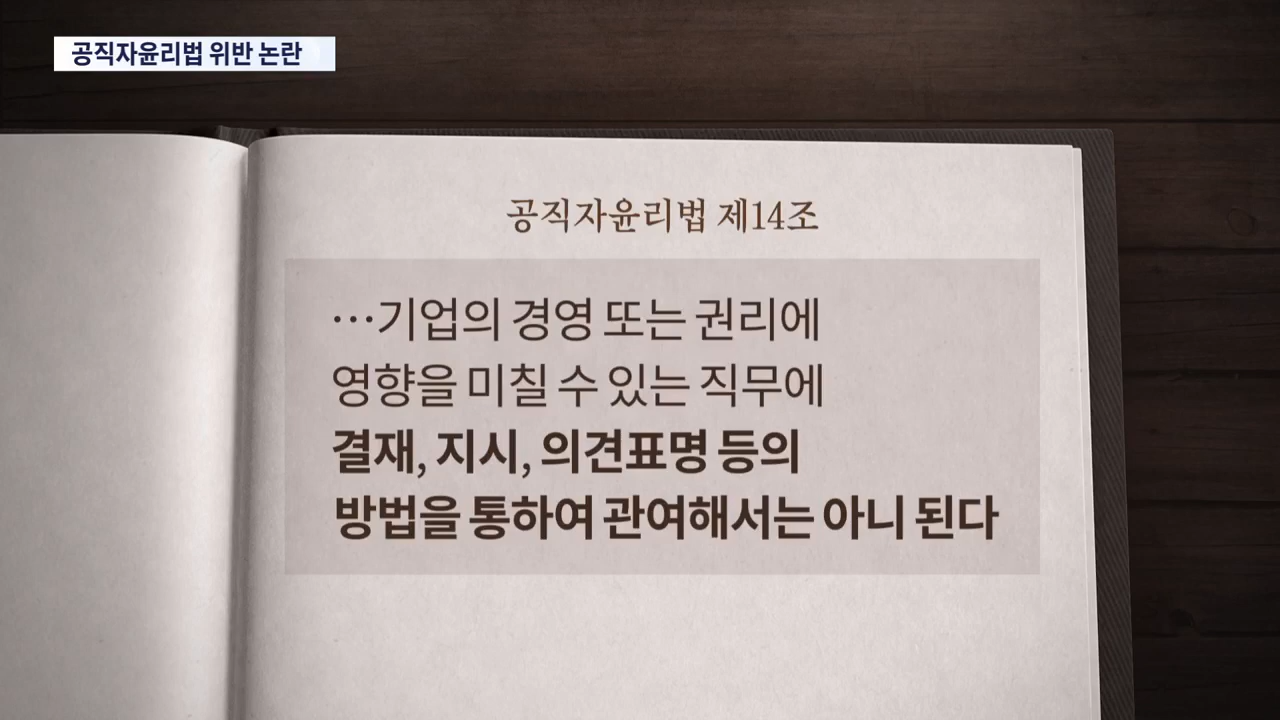 공직자윤리법 위반 논란
공직자윤리법 제14조
…기업의 경영 또는 권리에
영향을 미칠 수 있는 직무에
결재, 지시, 의견표명 등의
방법을 통하여 관여해서는 아니 된다